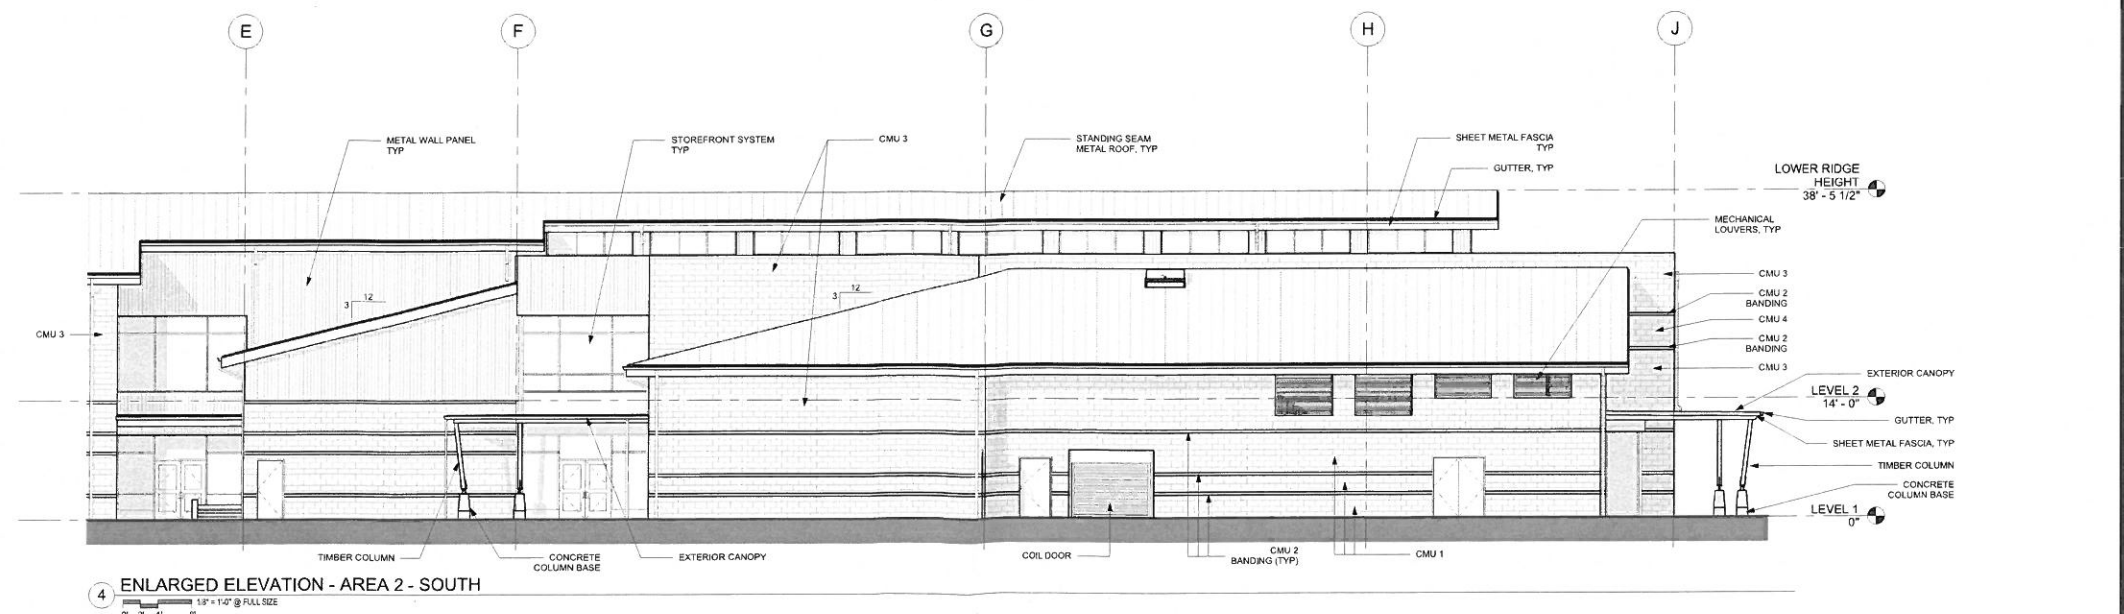 E
F
G
H
J
METAL WALL PANEL
TYP
STOREFRONT SYSTEM
TYP
CMU 3
STANDING SEAM
METAL ROOF, TYP
SHEET METAL FASCIA
TYP
GUTTER, TYP
LOWER RIDGE
HEIGHT
38' - 5 1/2"
MECHANICAL
LOUVERS, TYP
12
3
12
3
CMU 3
CMU 3
CMU 2
BANDING
CMU 4
CMU 2
BANDING
CMU 3
EXTERIOR CANOPY
LEVEL 2
14' - 0"
GUTTER, TYP
SHEET METAL FASCIA, TYP
TIMBER COLUMN
CONCRETE
COLUMN BASE
LEVEL 1
0"
TIMBER COLUMN
CONCRETE
COLUMN BASE
EXTERIOR CANOPY
COIL DOOR
CMU 2
BANDING (TYP)
CMU 1
4
ENLARGED ELEVATION - AREA 2 - SOUTH
1/8" = 1'-0" @ FULL SIZE